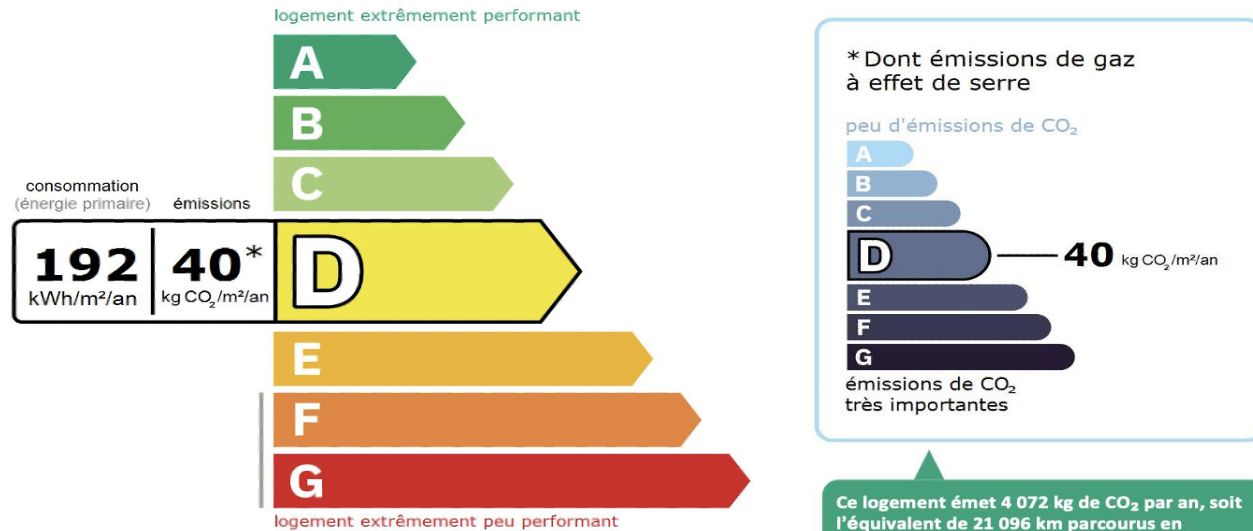 logement extrêmement performant
A
B
C
consommation
(énergie primaire)
émissions
192
kWh/m²/an
40*
kg CO₂/m²/an
D
E
F
G
logement extrêmement peu performant
* Dont émissions de gaz
à effet de serre
peu d'émissions de CO₂
A
B
C
D
40 kg CO₂/m²/an
E
F
G
émissions de CO₂
très importantes
Ce logement émet 4 072 kg de CO₂ par an, soit
l'équivalent de 21 096 km parcourus en